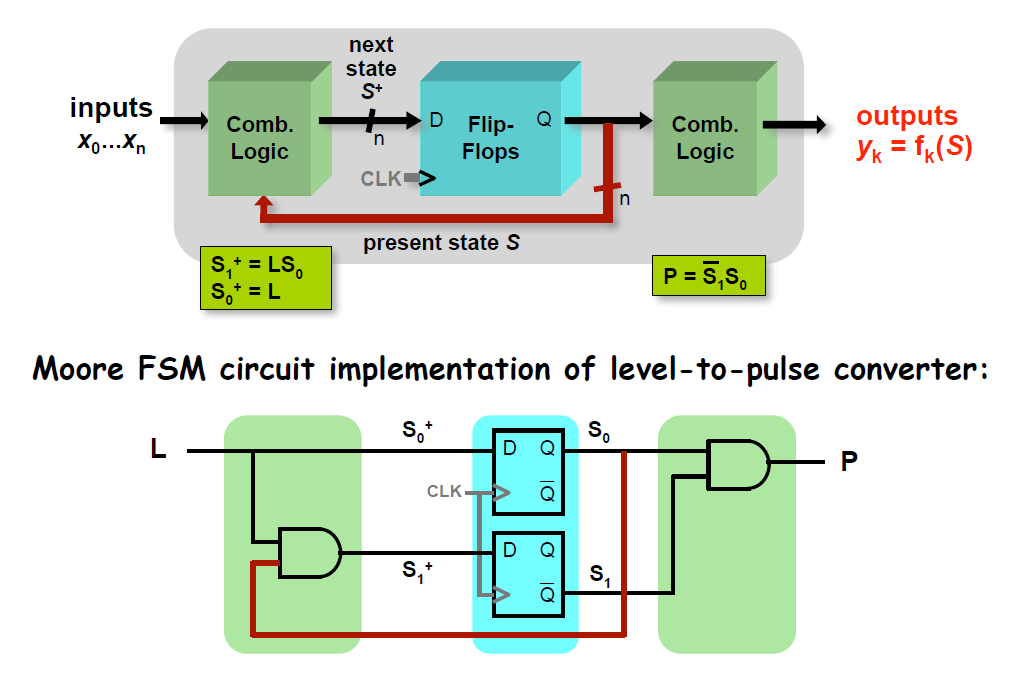 next
state
S⁺
inputs
x₀...xₙ
Comb.
Logic
n
D
Flip-
Flops
Q
CLK
Comb.
Logic
outputs
yₖ = fₖ(S)
n
present state S
S₁⁺ = LS₀
S₀⁺ = L
P = S̅₁S₀
Moore FSM circuit implementation of level-to-pulse converter:
L
S₀⁺
D Q
S₀
P
CLK
Q̅
S₁⁺
D Q
Q̅
S₁